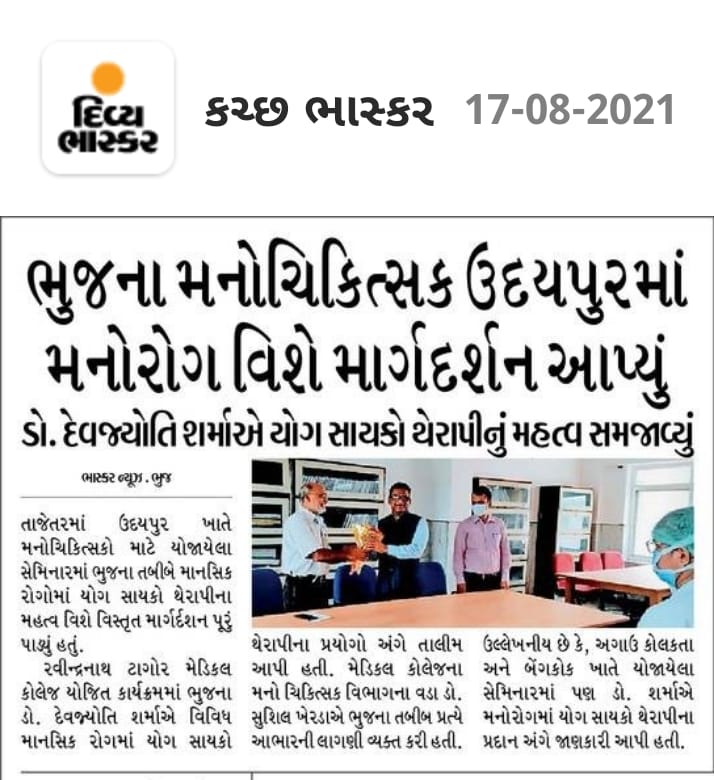 દિવ્ય
ભાસ્કર
કચ્છ ભાસ્કર 17-08-2021
ભુજના મનોચિકિત્સક ઉદયપુરમાં
મનોરોગ વિશે માર્ગદર્શન આપ્યું
ડો. દેવજ્યોતિ શર્માએ યોગ સાયકો થેરાપીનું મહત્વ સમજાવ્યું
ભાસ્કર ન્યૂઝ . ભુજ
તાજેતરમાં ઉદયપુર ખાતે
મનોચિકિત્સકો માટે યોજાયેલા
સેમિનારમાં ભુજના તબીબે માનસિક
રોગોમાં યોગ સાયકો થેરાપીના
મહત્વ વિશે વિસ્તૃત માર્ગર્દશન પૂરું
પાડ્યું હતું.
રવીન્દ્રનાથ ટાગોર મેડિકલ
કોલેજ યોજિત કાર્યક્રમમાં ભુજના
ડો. દેવજ્યોતિ શર્માએ વિવિધ
માનસિક રોગમાં યોગ સાયકો
થેરાપીના પ્રયોગો અંગે તાલીમ
આપી હતી. મેડિકલ કોલેજના
મનો ચિકિત્સક વિભાગના વડા ડો.
સુશિલ ખેરડાએ ભુજના તબીબ પ્રત્યે
આભારની લાગણી વ્યક્ત કરી હતી.
ઉલ્લેખનીય છે કે, અગાઉ કોલકતા
અને બેંગકોક ખાતે યોજાયેલા
સેમિનારમાં પણ ડો. શર્માએ
મનોરોગમાં યોગ સાયકો થેરાપીના
પ્રદાન અંગે જાણકારી આપી હતી.